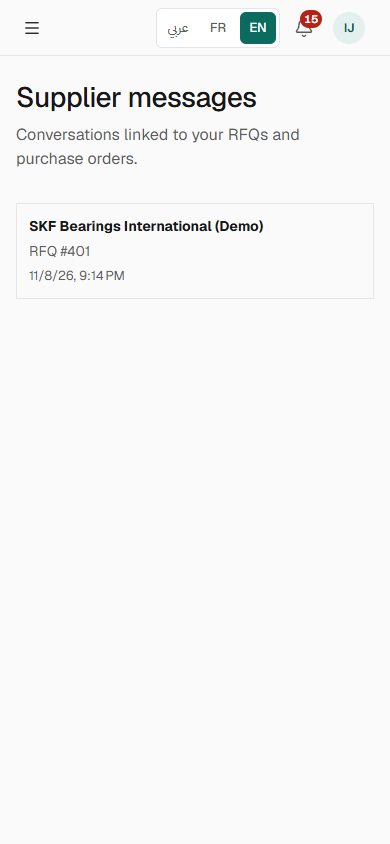 عربي
FR
EN
15
IJ
Supplier messages
Conversations linked to your RFQs and
purchase orders.
SKF Bearings International (Demo)
RFQ #401
11/8/26, 9:14 PM